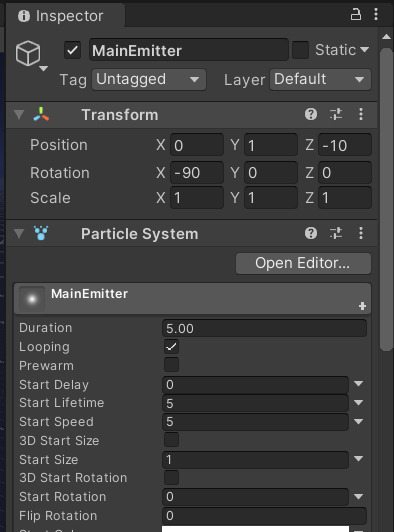 Inspector
MainEmitter Static
Tag Untagged Layer Default
Transform
Position X 0 Y 1 Z -10
Rotation X -90 Y 0 Z 0
Scale X 1 Y 1 Z 1
Particle System
Open Editor...
MainEmitter
Duration 5.00
Looping
Prewarm
Start Delay 0
Start Lifetime 5
Start Speed 5
3D Start Size
Start Size 1
3D Start Rotation
Start Rotation 0
Flip Rotation 0